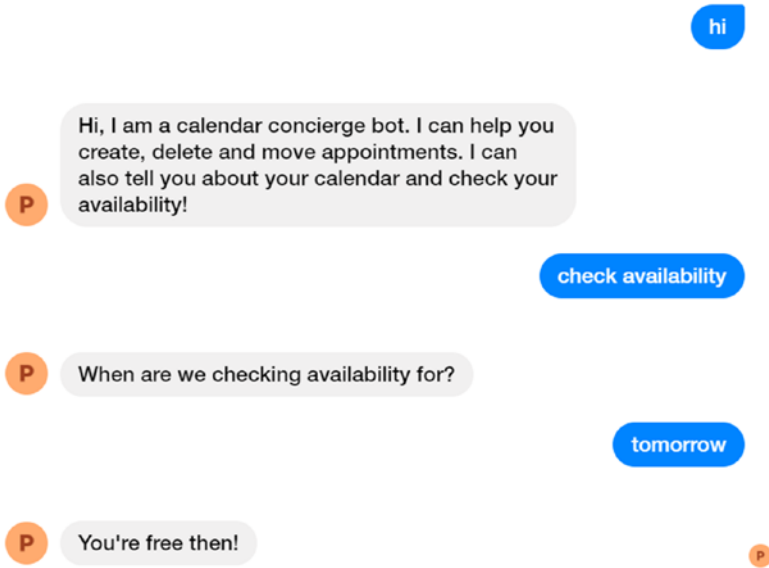 hi
Hi, I am a calendar concierge bot. I can help you
create, delete and move appointments. I can
also tell you about your calendar and check your
availability!
P
check availability
P
When are we checking availability for?
tomorrow
P
You're free then!
P